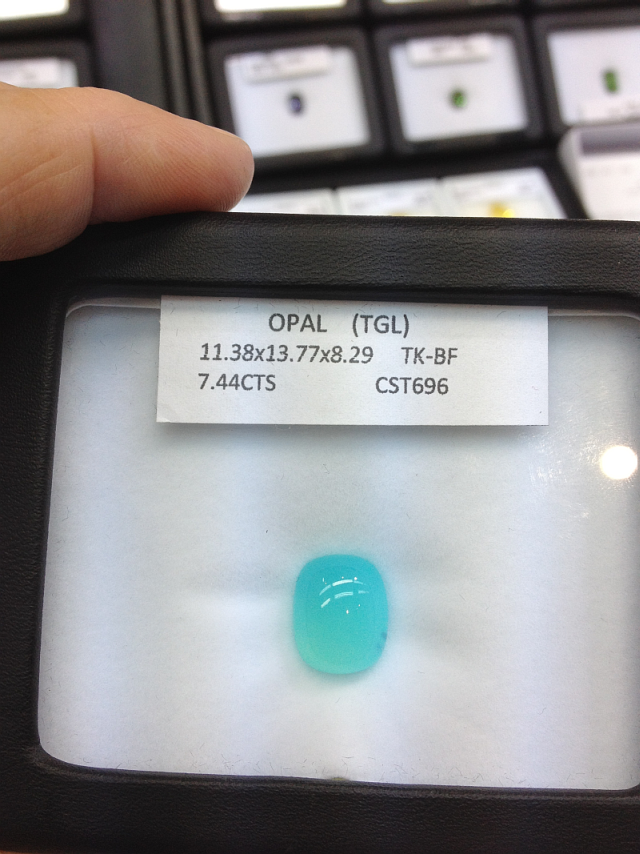 OPAL (TGL)
11.38x13.77x8.29 TK-BF
7.44CTS CST696